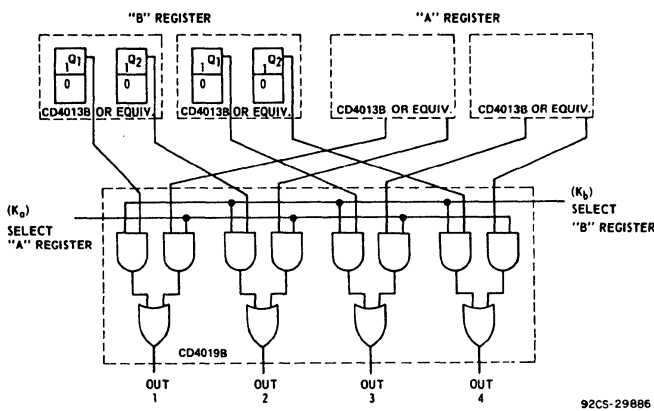 "B" REGISTER
"A" REGISTER
Q1
1
0
Q2
1
0
Q1
1
0
Q2
1
0
CD4013B OR EQUIV.
CD4013B OR EQUIV.
CD4013B OR EQUIV.
CD4013B OR EQUIV.
(Ka)
SELECT
"A" REGISTER
(Kb)
SELECT
"B" REGISTER
CD4019B
OUT
1
OUT
2
OUT
3
OUT
4
92CS-29886